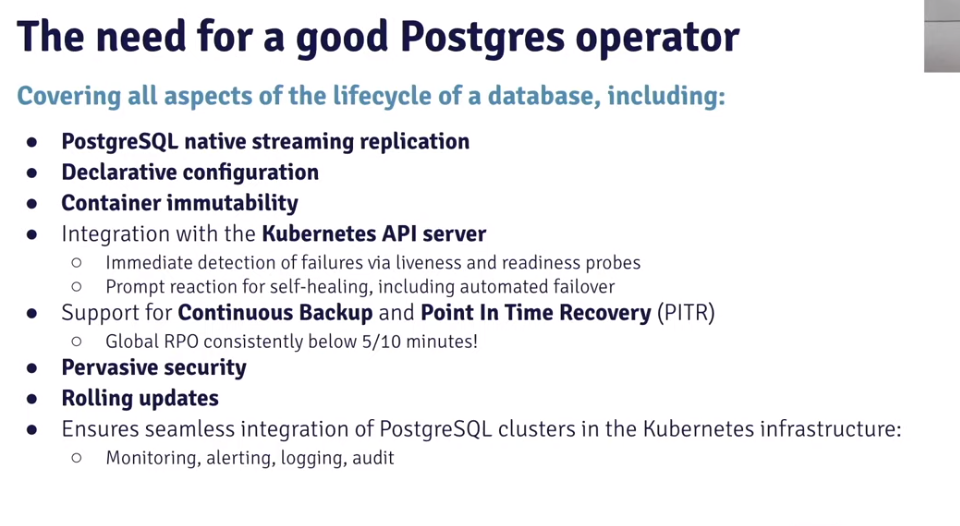 The need for a good Postgres operator
Covering all aspects of the lifecycle of a database, including:
● PostgreSQL native streaming replication
● Declarative configuration
● Container immutability
● Integration with the Kubernetes API server
○ Immediate detection of failures via liveness and readiness probes
○ Prompt reaction for self-healing, including automated failover
● Support for Continuous Backup and Point In Time Recovery (PITR)
○ Global RPO consistently below 5/10 minutes!
● Pervasive security
● Rolling updates
● Ensures seamless integration of PostgreSQL clusters in the Kubernetes infrastructure:
○ Monitoring, alerting, logging, audit